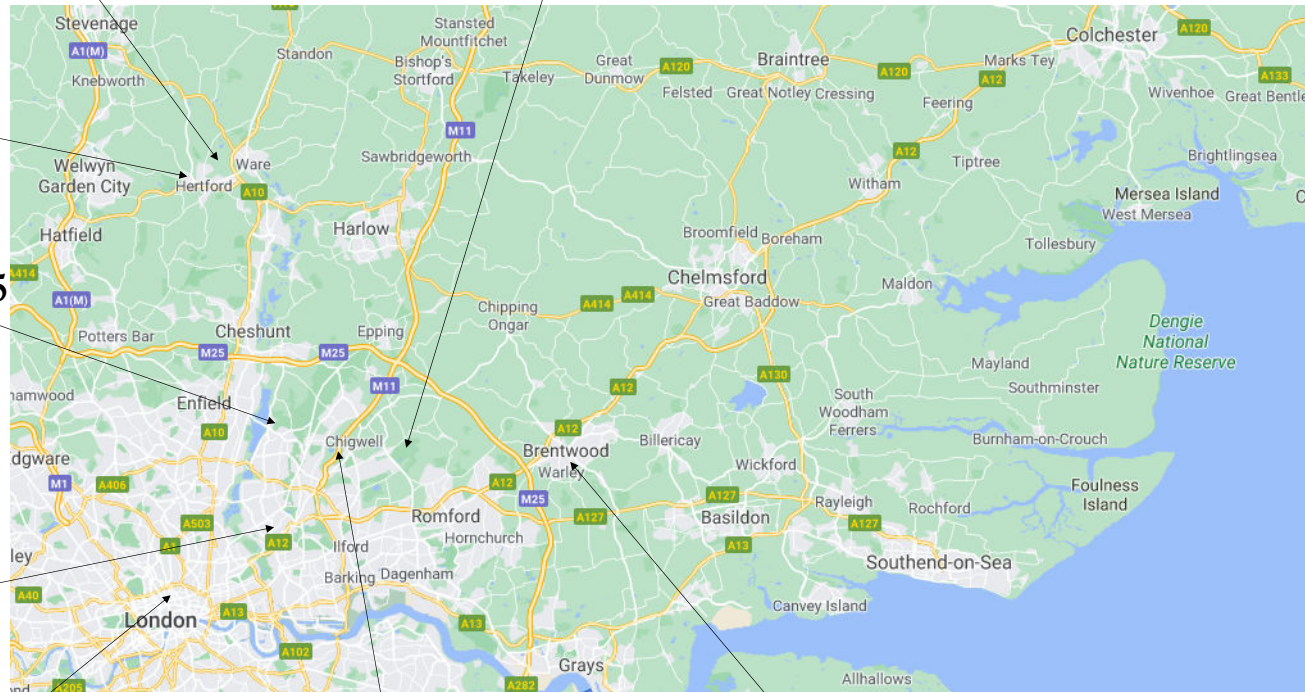 Stevenage
Stansted
Mountfitchet
A120
Colchester
A1(M)
Standon
Bishop's
Stortford
Great
Dunmow
Braintree
Marks Tey
Knebworth
Takeley
A120
A120
A12
A133
Felsted
Great Notley
Cressing
Feering
Wivenhoe
Great Bentle
M11
A12
Sawbridgeworth
Tiptree
Brightlingsea
Welwyn
Garden City
Ware
Hertford
A10
Witham
Mersea Island
West Mersea
Hatfield
Harlow
Broomfield
Boreham
Tollesbury
A414
Chelmsford
Maldon
5
A1(M)
Chipping
Ongar
A414
A414
Great Baddow
Dengie
National
Nature Reserve
Potters Bar
Cheshunt
Epping
M25
M25
Mayland
M11
A12
A130
Southminster
hamwood
Enfield
South
Woodham
Ferrers
A10
A12
Chigwell
Brentwood
Billericay
Burnham-on-Crouch
dgware
Warley
Wickford
M1
A406
A12
M25
A127
Foulness
Island
A503
Romford
A127
Basildon
Rayleigh
Rochford
A1
A12
Ilford
Hornchurch
A13
A127
ley
Southend-on-Sea
Barking
Dagenham
A40
A13
London
A13
Canvey Island
A102
Grays
Allhallows
A205
A282